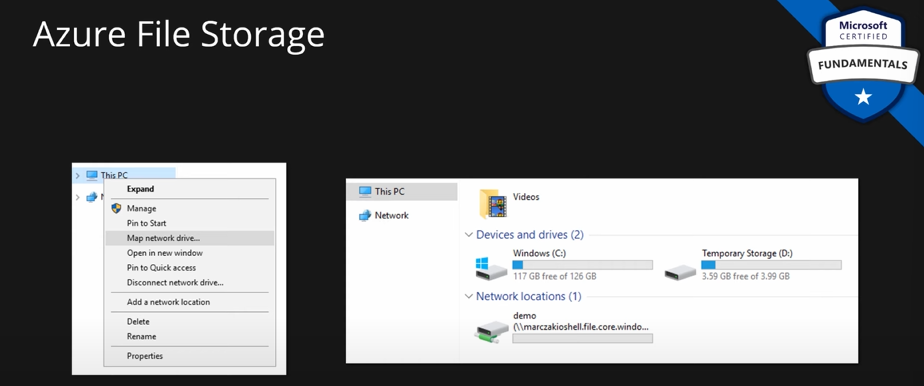 Azure File Storage
Microsoft
CERTIFIED
FUNDAMENTALS
This PC
Expand
Manage
Pin to Start
Map network drive...
Open in new window
Pin to Quick access
Disconnect network drive...
Add a network location
Delete
Rename
Properties
This PC
Network
Videos
Devices and drives (2)
Windows (C:)
117 GB free of 126 GB
Temporary Storage (D:)
3.59 GB free of 3.99 GB
Network locations (1)
demo
(\\marczakioshell.file.core.windo...